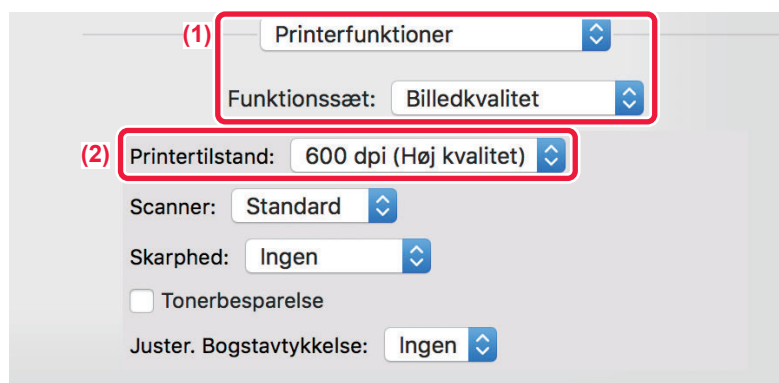 (1) Printerfunktioner
Funktionssæt: Billedkvalitet
(2) Printertilstand: 600 dpi (Høj kvalitet)
Scanner: Standard
Skarphed: Ingen
Tonerbesparelse
Juster. Bogstavtykkelse: Ingen